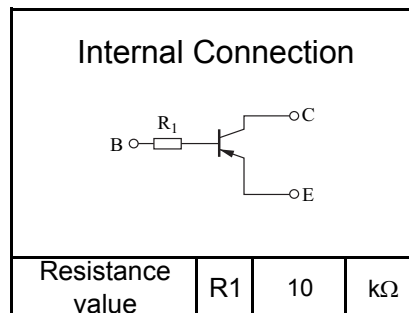 Internal Connection
R1
C
B
E
Resistance value R1 10 kΩ